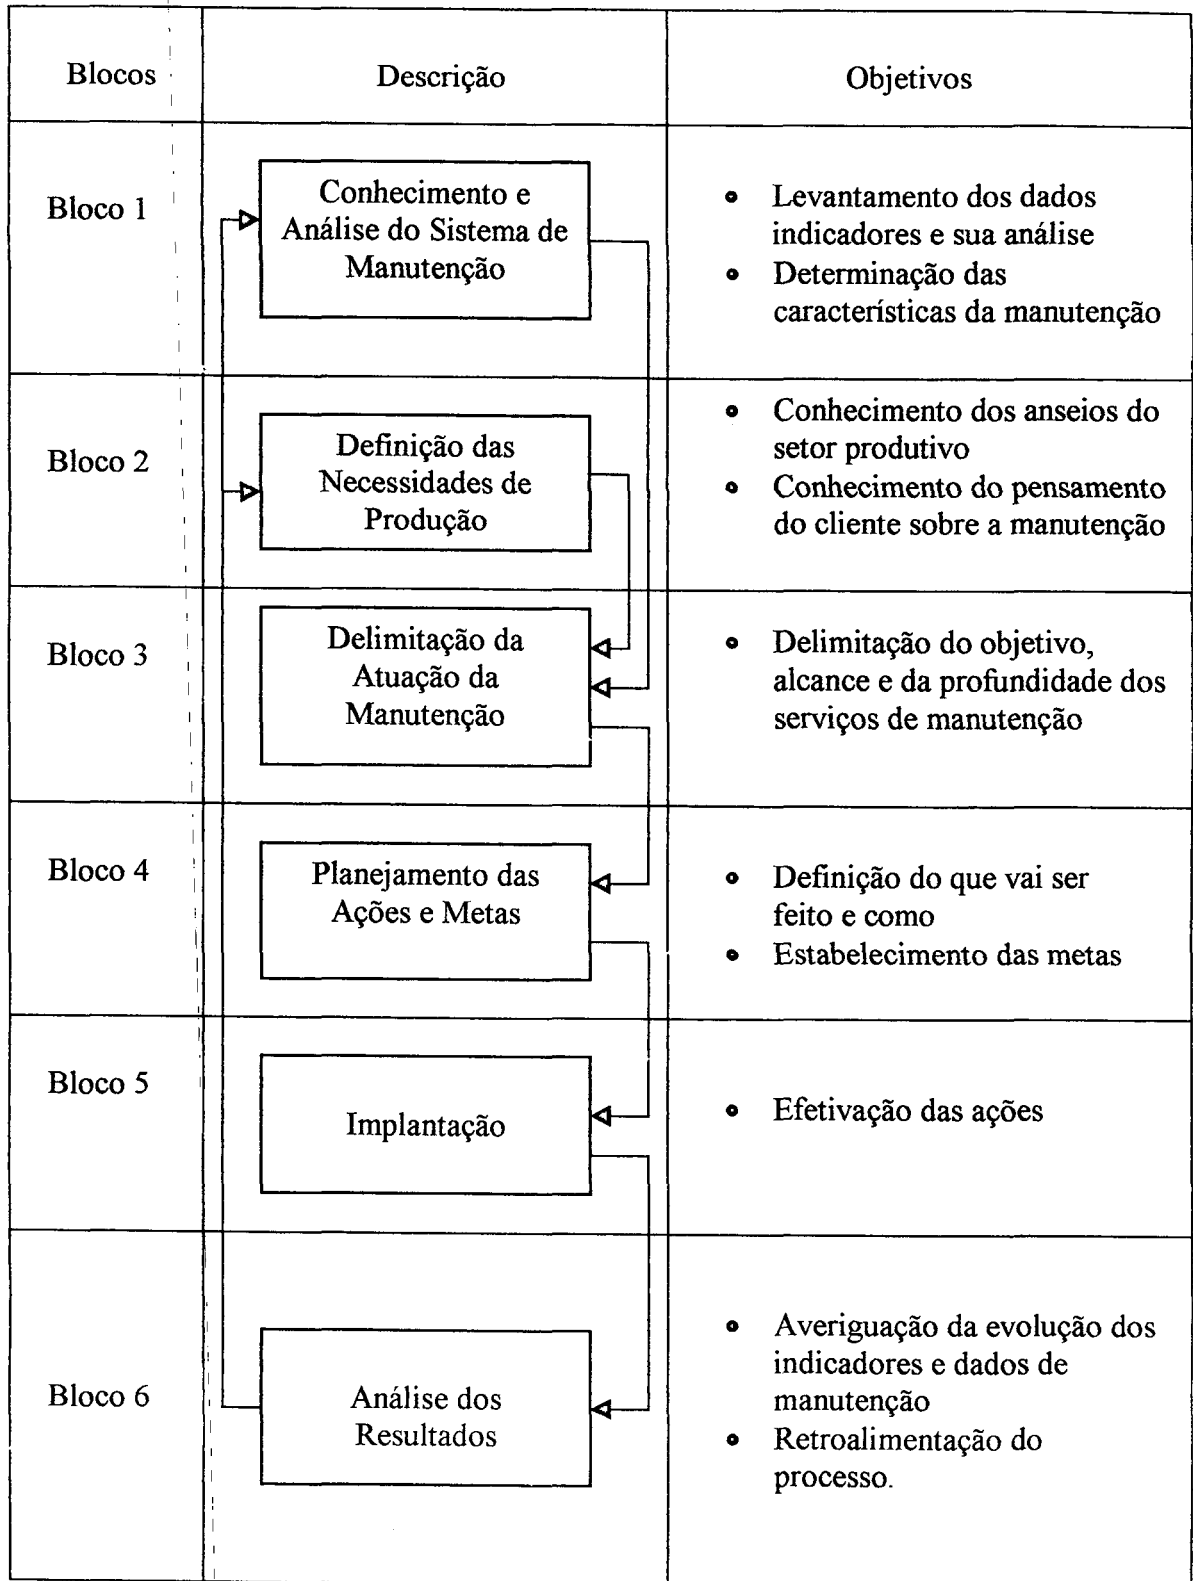 Blocos
Descrição
Objetivos
Bloco 1
Conhecimento e
Análise do Sistema de
Manutenção
• Levantamento dos dados
indicadores e sua análise
• Determinação das
características da manutenção
Bloco 2
Definição das
Necessidades de
Produção
• Conhecimento dos anseios do
setor produtivo
• Conhecimento do pensamento
do cliente sobre a manutenção
Bloco 3
Delimitação da
Atuação da
Manutenção
• Delimitação do objetivo,
alcance e da profundidade dos
serviços de manutenção
Bloco 4
Planejamento das
Ações e Metas
• Definição do que vai ser
feito e como
• Estabelecimento das metas
Bloco 5
Implantação
• Efetivação das ações
Bloco 6
Análise dos
Resultados
• Averiguação da evolução dos
indicadores e dados de
manutenção
• Retroalimentação do
processo.